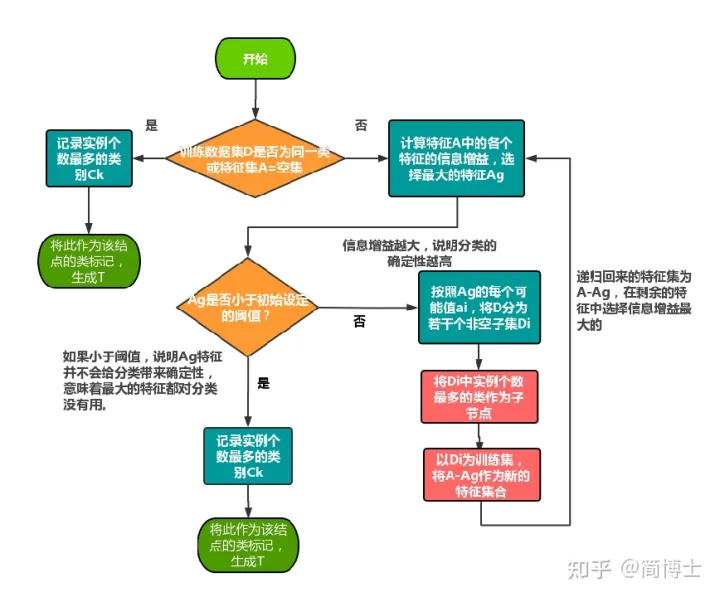 开始
是
否
训练数据集D是否为同一类
或特征集A=空集
记录实例个
数最多的类
别Ck
将此作为该结
点的类标记，
生成T
计算特征A中的各个
特征的信息增益，选
择最大的特征Ag
信息增益越大，说明分类的
确定性越高
Ag是否小于初始设定
的阈值？
否
按照Ag的每个可
能值ai，将D分为
若干个非空子集Di
递归回来的特征集为
A-Ag，在剩余的特
征中选择信息增益最
大的
如果小于阈值，说明Ag特征
并不会给分类带来确定性，
意味着最大的特征都对分类
没有用。
是
将Di中实例个数
最多的类作为子
节点
记录实例个
数最多的类
别Ck
以Di为训练集，
将A-Ag作为新的
特征集合
将此作为该结
点的类标记，
生成T
知乎 @简博士